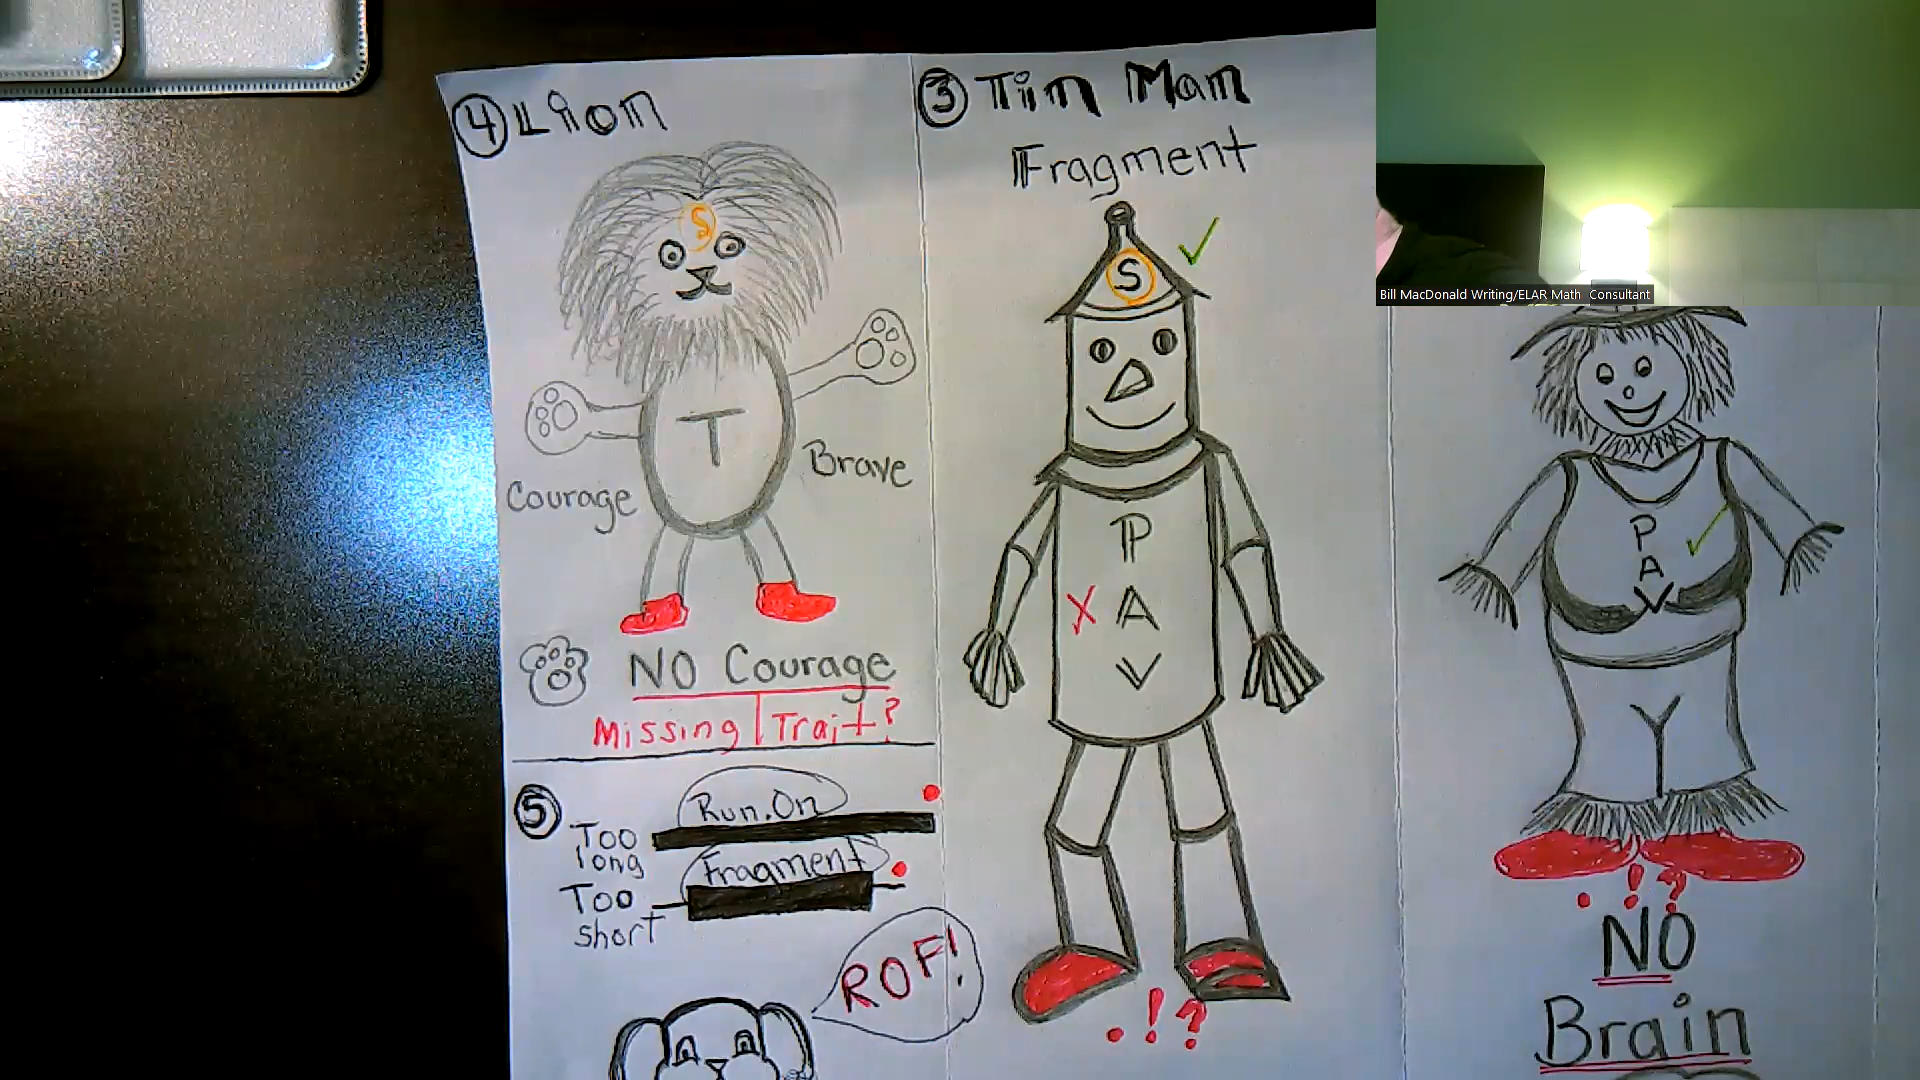 ④ Lion
S
T
Courage
Brave
NO Courage
Missing Trait?
⑤
Run.On
Too
long
Fragment
Too
short
ROF!
③ Tin Man
Fragment
S
P
X A
V
. ! ?
P
A
V
Y
. ! ?
NO
Brain
Bill MacDonald Writing/ELAR Math Consultant